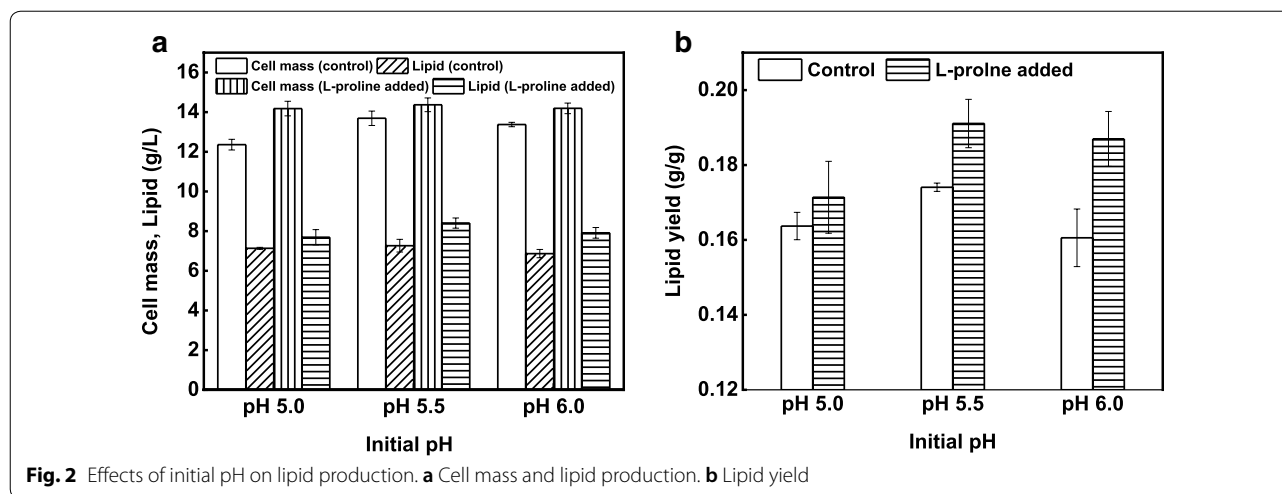 a
Cell mass (control) Lipid (control)
Cell mass (L-proline added) Lipid (L-proline added)
16
14
12
10
8
6
4
2
0
Cell mass, Lipid (g/L)
pH 5.0 pH 5.5 pH 6.0
Initial pH
b
Control L-prolne added
0.20
0.18
0.16
0.14
0.12
Lipid yield (g/g)
pH 5.0 pH 5.5 pH 6.0
Initial pH
Fig. 2 Effects of initial pH on lipid production. a Cell mass and lipid production. b Lipid yield